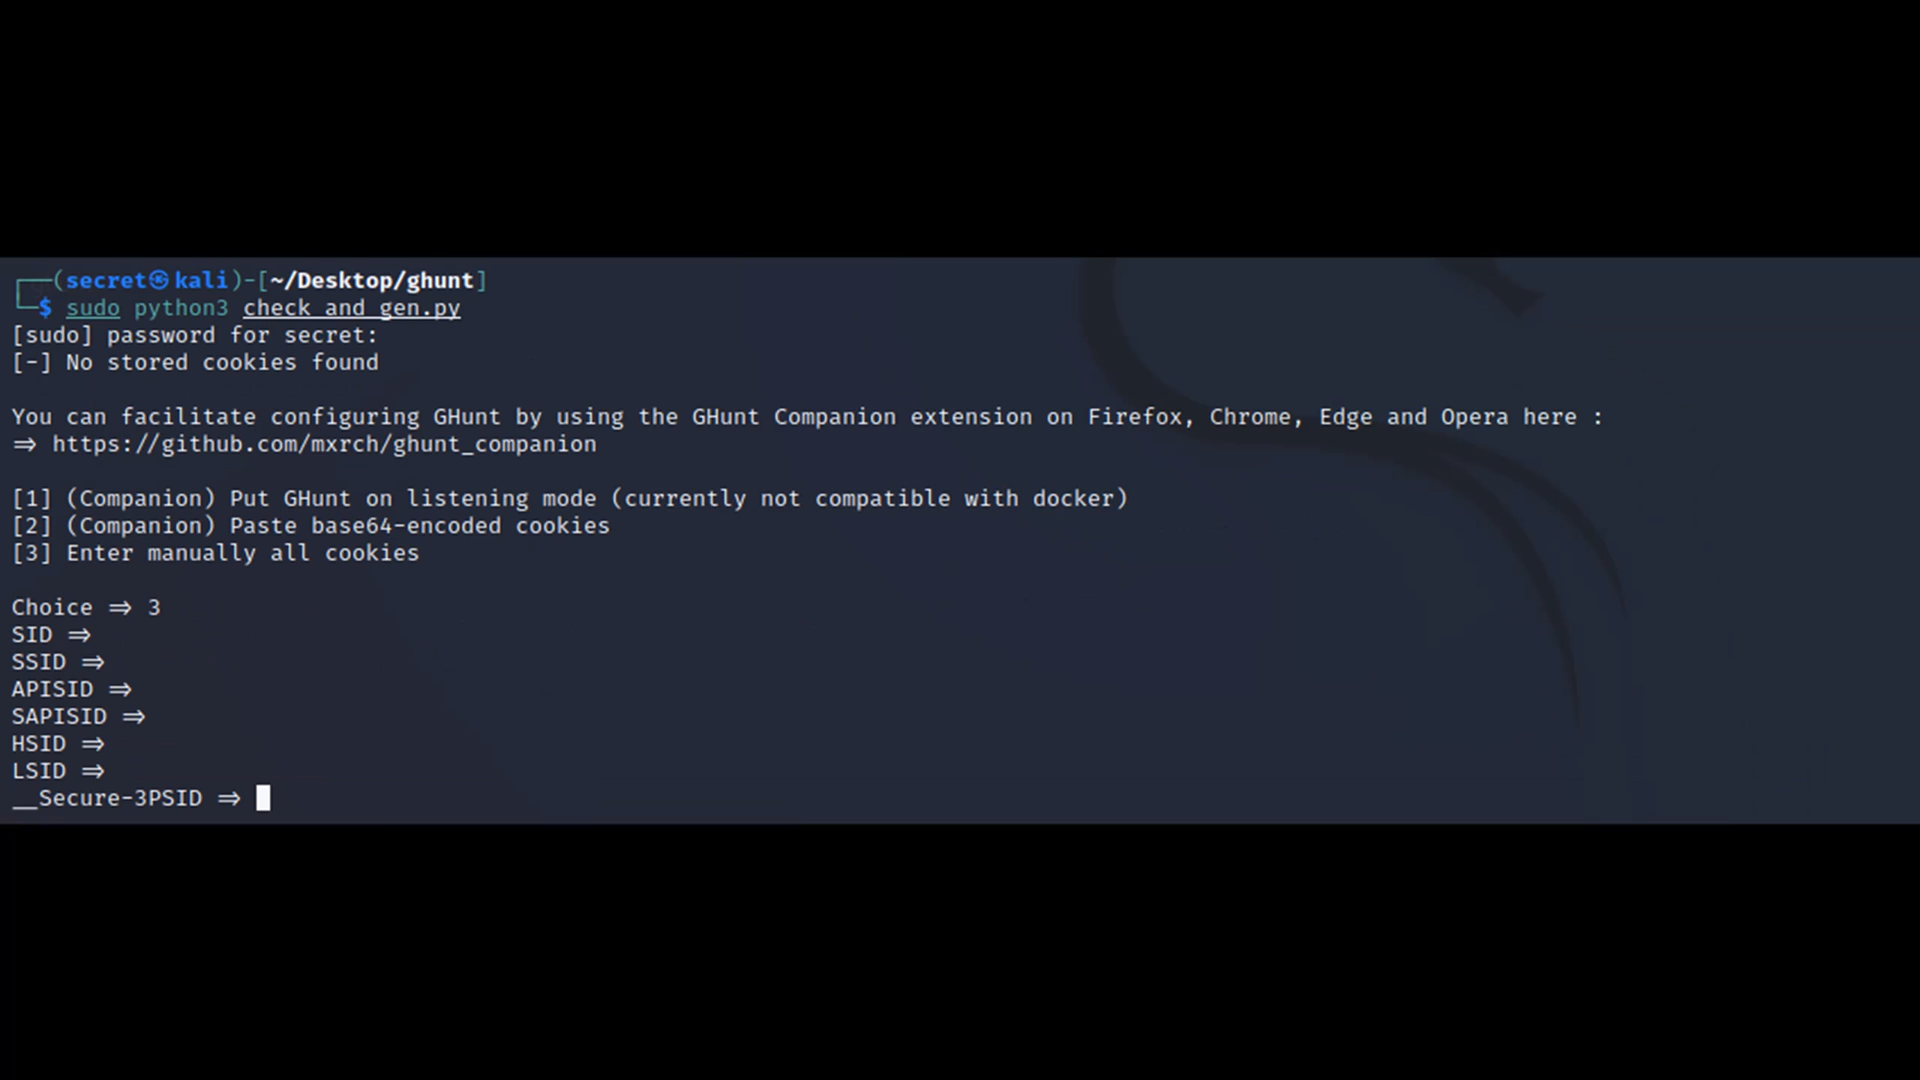 (secret㉿kali)-[~/Desktop/ghunt]
$ sudo python3 check_and_gen.py
[sudo] password for secret:
[-] No stored cookies found
You can facilitate configuring GHunt by using the GHunt Companion extension on Firefox, Chrome, Edge and Opera here :
=> https://github.com/mxrch/ghunt_companion
[1] (Companion) Put GHunt on listening mode (currently not compatible with docker)
[2] (Companion) Paste base64-encoded cookies
[3] Enter manually all cookies
Choice => 3
SID =>
SSID =>
APISID =>
SAPISID =>
HSID =>
LSID =>
__Secure-3PSID =>